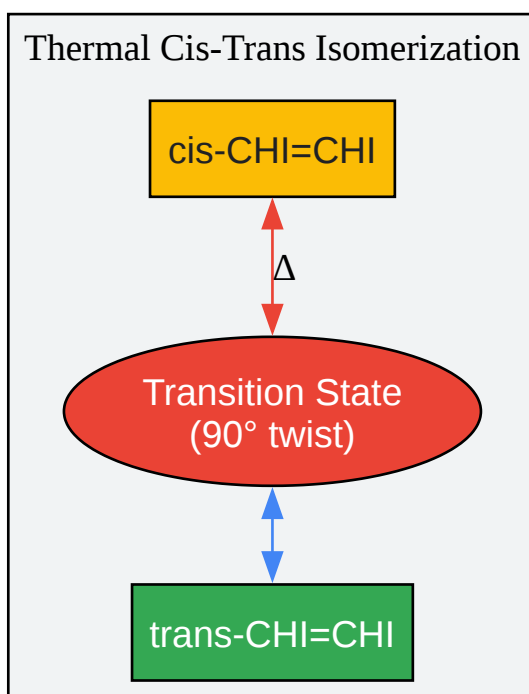 Thermal Cis-Trans Isomerization
cis-CHI=CHI
Δ
Transition State
(90° twist)
trans-CHI=CHI